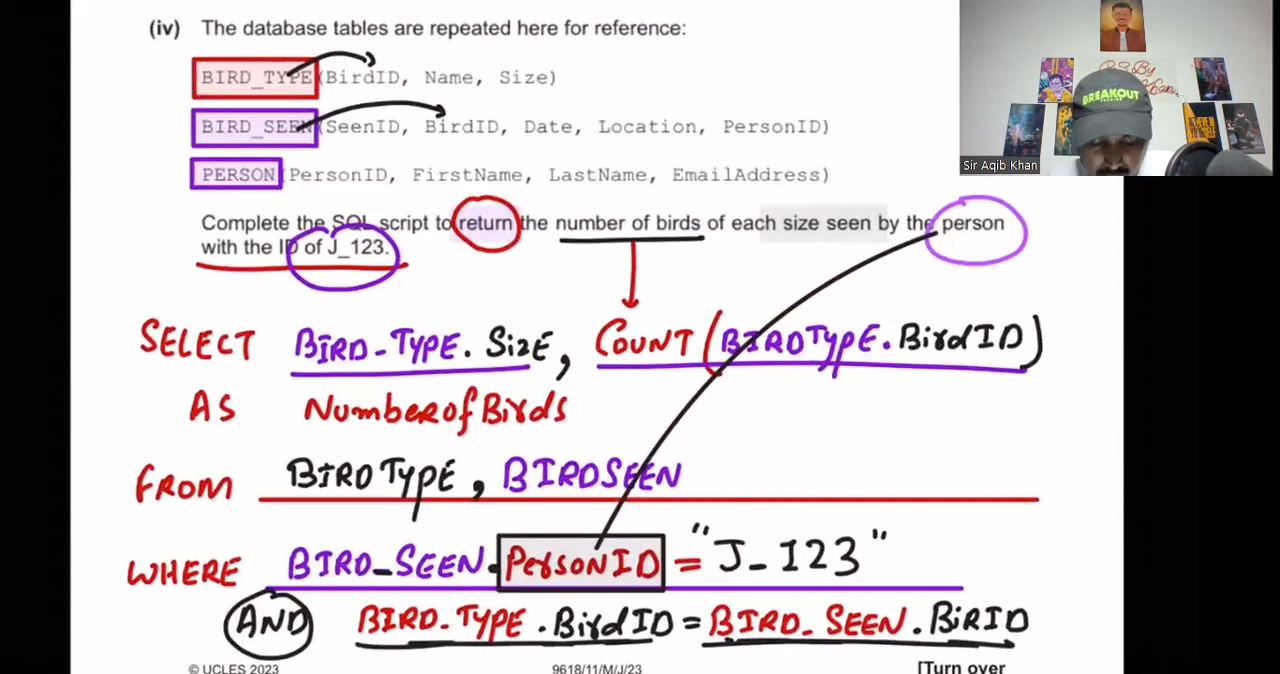 (iv) The database tables are repeated here for reference:
BIRD_TYPE(BirdID, Name, Size)
BREAKOUT
BIRD_SEEN(SeenID, BirdID, Date, Location, PersonID)
Sir Aqib Khan
PERSON(PersonID, FirstName, LastName, EmailAddress)
Complete the SQL script to return the number of birds of each size seen by the person
with the ID of J_123.
SELECT BIRD-TYPE.SizE, COUNT(BIRDTYPE.BirdID)
AS NumberofBirds
FROM BIRDTYPE, BIRDSEEN
WHERE BIRD_SEEN.PersonID = "J_123"
AND BIRD-TYPE.BirdID = BIRD_SEEN.BiRID
© UCLES 2023 9618/11/M/J/23 [Turn over